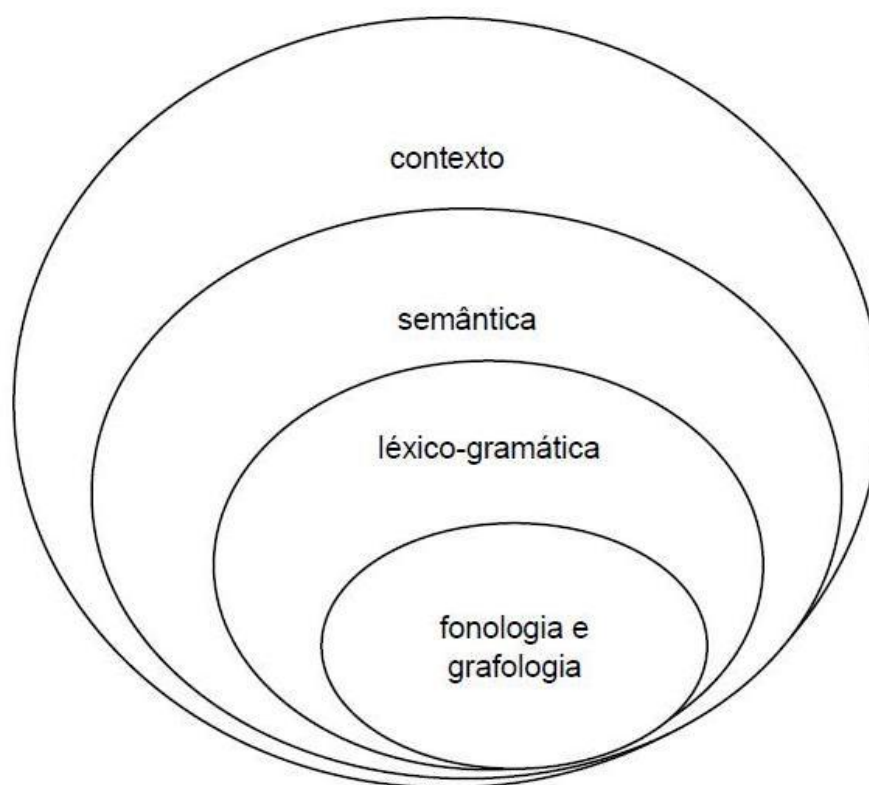 contexto
semântica
léxico-gramática
fonologia e
grafologia